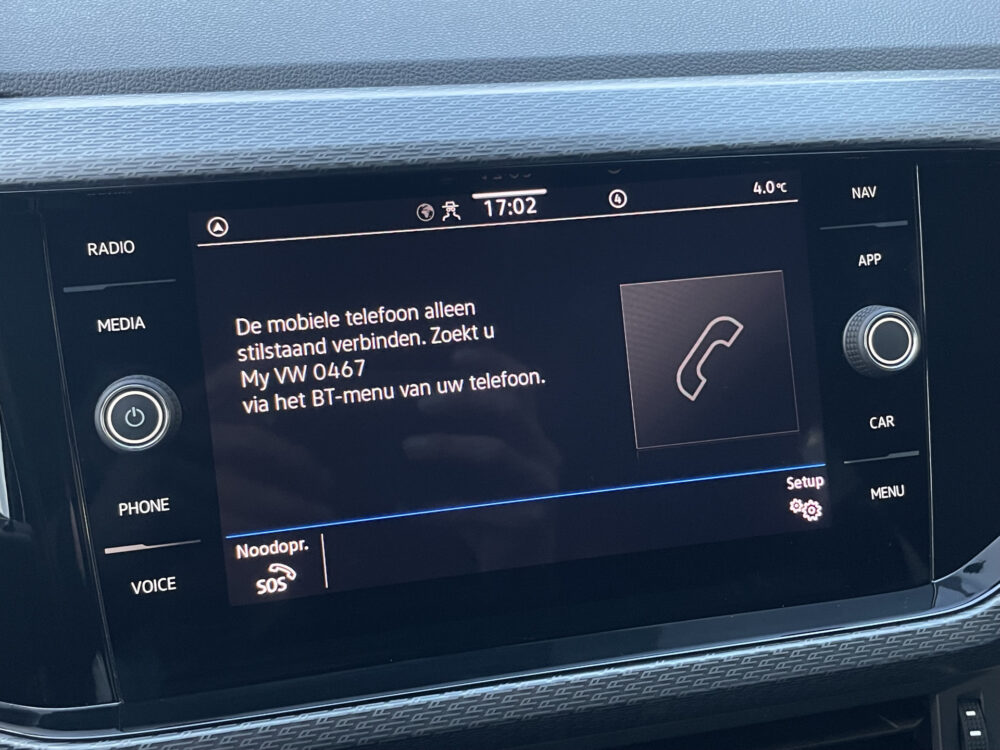 17:02
4
4.0°C
NAV
RADIO
APP
MEDIA
De mobiele telefoon alleen
stilstaand verbinden. Zoekt u
My VW 0467
via het BT-menu van uw telefoon.
CAR
PHONE
Setup
MENU
Noodopr.
SOS
VOICE